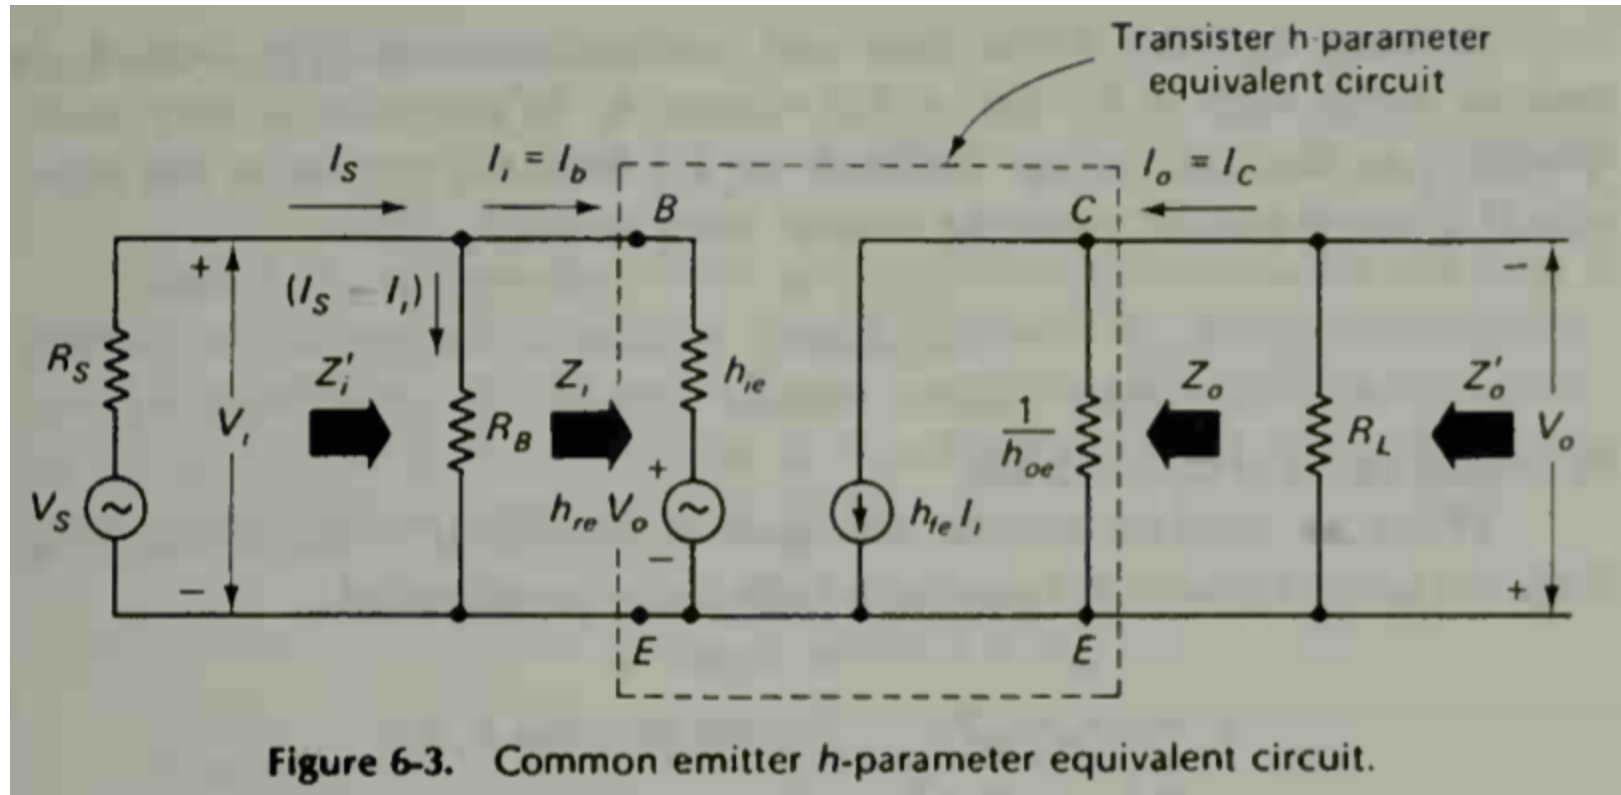 Transister h-parameter
equivalent circuit
I_S
I_i = I_b
I_o = I_C
B
C
+
(I_S − I_i)
−
R_S
Z'_i
Z_i
h_ie
Z_o
Z'_o
V_i
R_B
1/h_oe
R_L
V_o
V_S
+
h_re V_o
h_fe I_i
−
−
+
E
E
Figure 6-3. Common emitter h-parameter equivalent circuit.